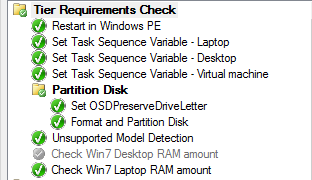 Tier Requirements Check
Restart in Windows PE
Set Task Sequence Variable - Laptop
Set Task Sequence Variable - Desktop
Set Task Sequence Variable - Virtual machine
Partition Disk
Set OSDPreserveDriveLetter
Format and Partition Disk
Unsupported Model Detection
Check Win7 Desktop RAM amount
Check Win7 Laptop RAM amount